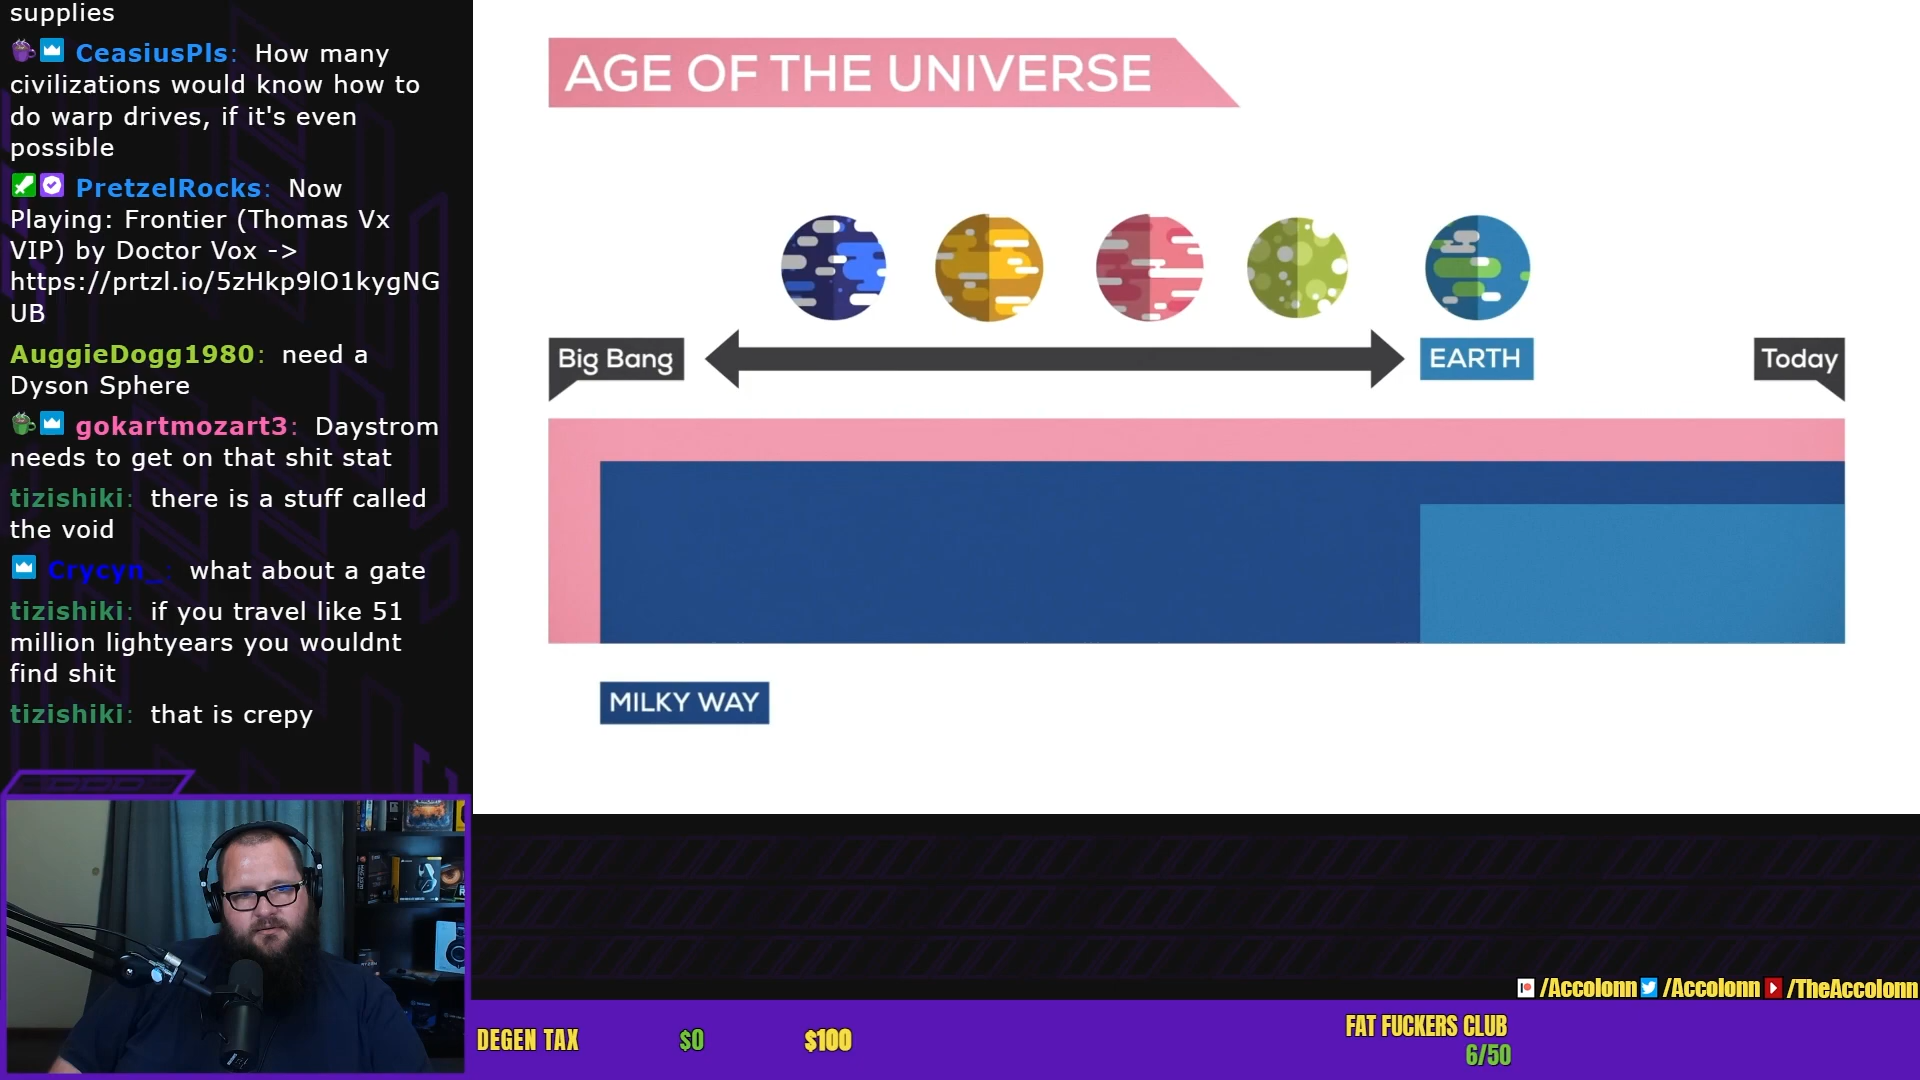 supplies
CeasiusPls: How many
civilizations would know how to
do warp drives, if it's even
possible
PretzelRocks: Now
Playing: Frontier (Thomas Vx
VIP) by Doctor Vox ->
https://prtzl.io/5zHkp9lO1kygNG
UB
AuggieDogg1980: need a
Dyson Sphere
gokartmozart3: Daystrom
needs to get on that shit stat
tizishiki: there is a stuff called
the void
Crycyn_: what about a gate
tizishiki: if you travel like 51
million lightyears you wouldnt
find shit
tizishiki: that is crepy
AGE OF THE UNIVERSE
Big Bang
EARTH
Today
MILKY WAY
/Accolonn /Accolonn /TheAccolonn
DEGEN TAX $0 $100
FAT FUCKERS CLUB
6/50